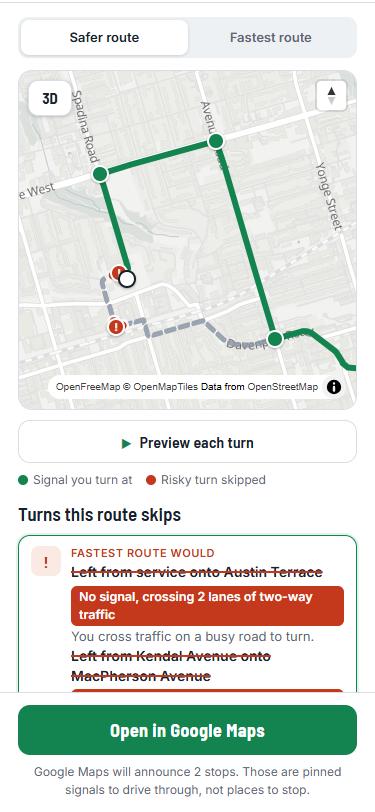 Safer route
Fastest route
3D
Spadina Road
Avenue
Yonge Street
e West
Davenp
Road
OpenFreeMap © OpenMapTiles Data from OpenStreetMap
Preview each turn
Signal you turn at
Risky turn skipped
Turns this route skips
!
FASTEST ROUTE WOULD
Left from service onto Austin Terrace
No signal, crossing 2 lanes of two-way
traffic
You cross traffic on a busy road to turn.
Left from Kendal Avenue onto
MacPherson Avenue
Open in Google Maps
Google Maps will announce 2 stops. Those are pinned
signals to drive through, not places to stop.